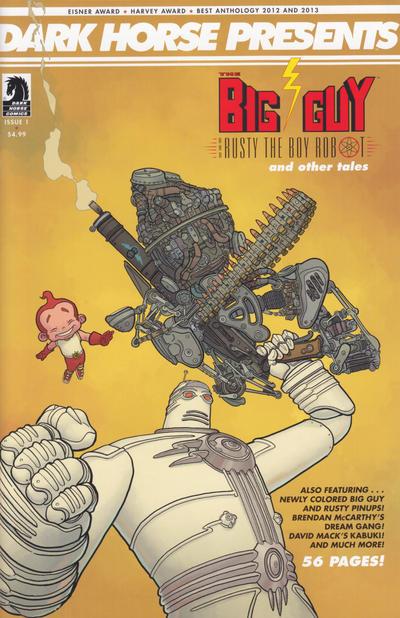 EISNER AWARD • HARVEY AWARD • BEST ANTHOLOGY 2012 AND 2013
DARK HORSE PRESENTS
DARK
HORSE
COMICS
ISSUE 1
$4.99
THE
BIG GUY
AND
RUSTY THE BOY ROBOT
and other tales
ALSO FEATURING . . .
NEWLY COLORED BIG GUY
AND RUSTY PINUPS!
BRENDAN McCARTHY'S
DREAM GANG!
DAVID MACK'S KABUKI!
AND MUCH MORE!
56 PAGES!